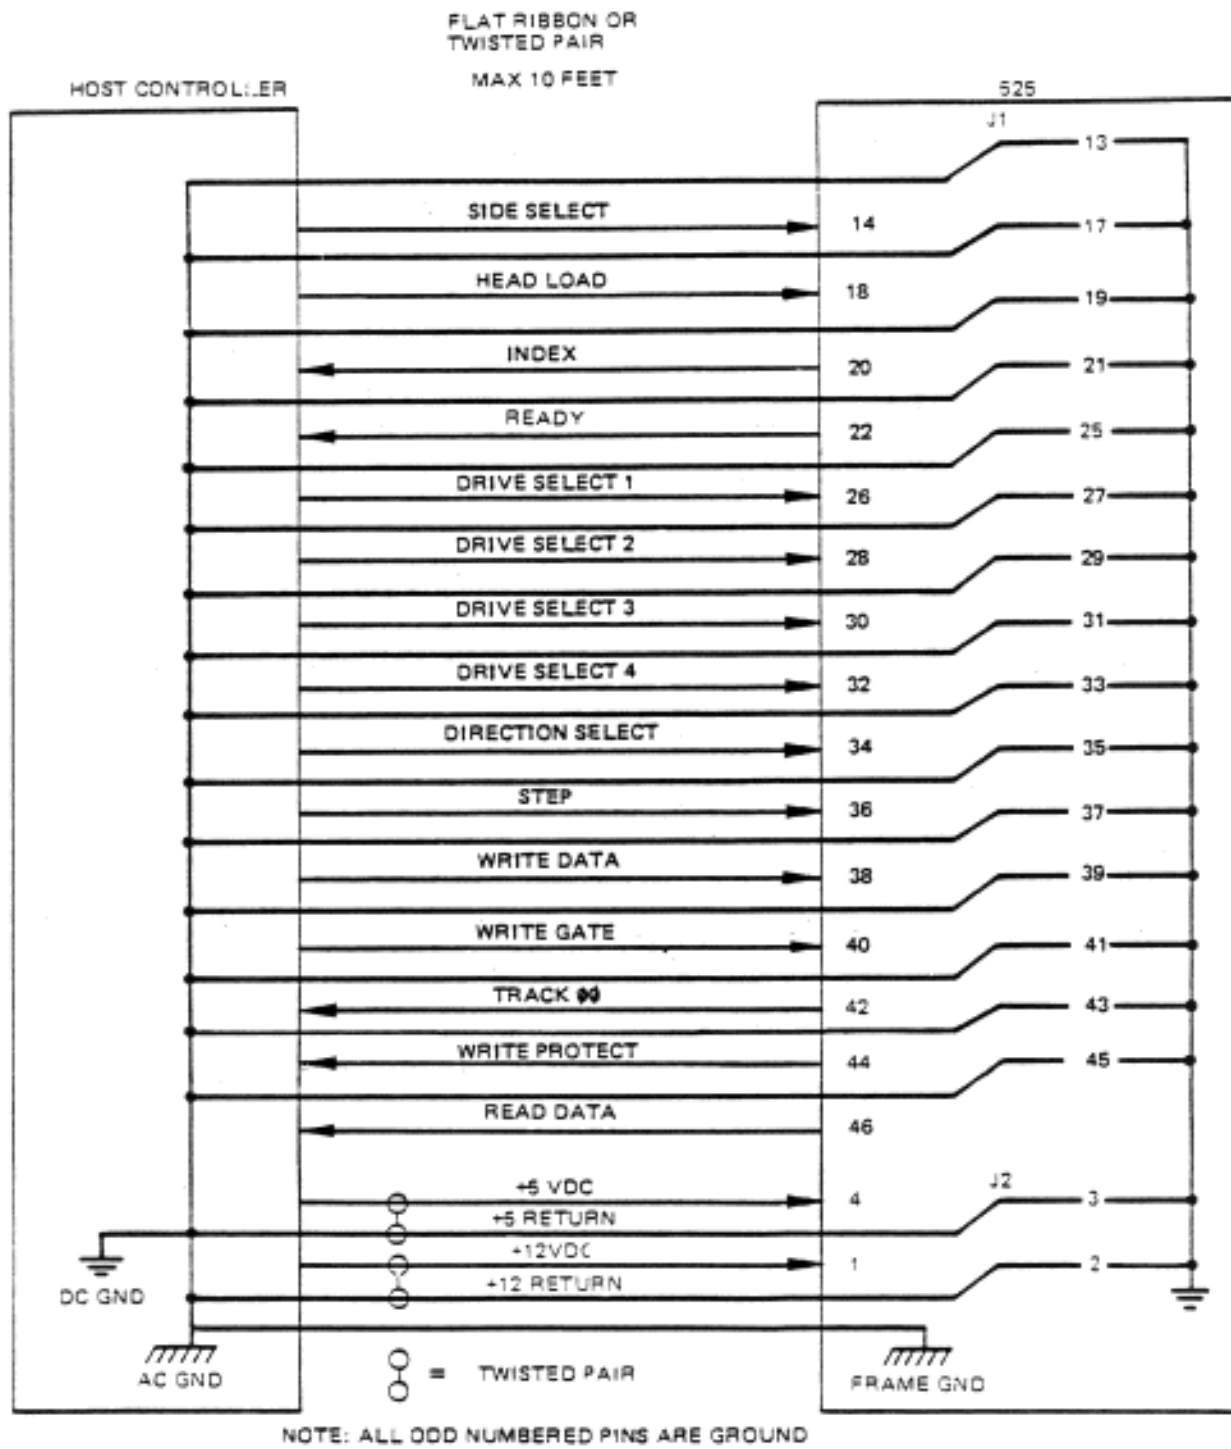 FLAT RIBBON OR
TWISTED PAIR
MAX 10 FEET
HOST CONTROLLER
525
J1
13
SIDE SELECT
14
17
HEAD LOAD
18
19
INDEX
20
21
READY
22
25
DRIVE SELECT 1
26
27
DRIVE SELECT 2
28
29
DRIVE SELECT 3
30
31
DRIVE SELECT 4
32
33
DIRECTION SELECT
34
35
STEP
36
37
WRITE DATA
38
39
WRITE GATE
40
41
TRACK 00
42
43
WRITE PROTECT
44
45
READ DATA
46
J2
+5 VDC
4
3
+5 RETURN
+12VDC
1
2
+12 RETURN
DC GND
AC GND
= TWISTED PAIR
FRAME GND
NOTE: ALL ODD NUMBERED PINS ARE GROUND